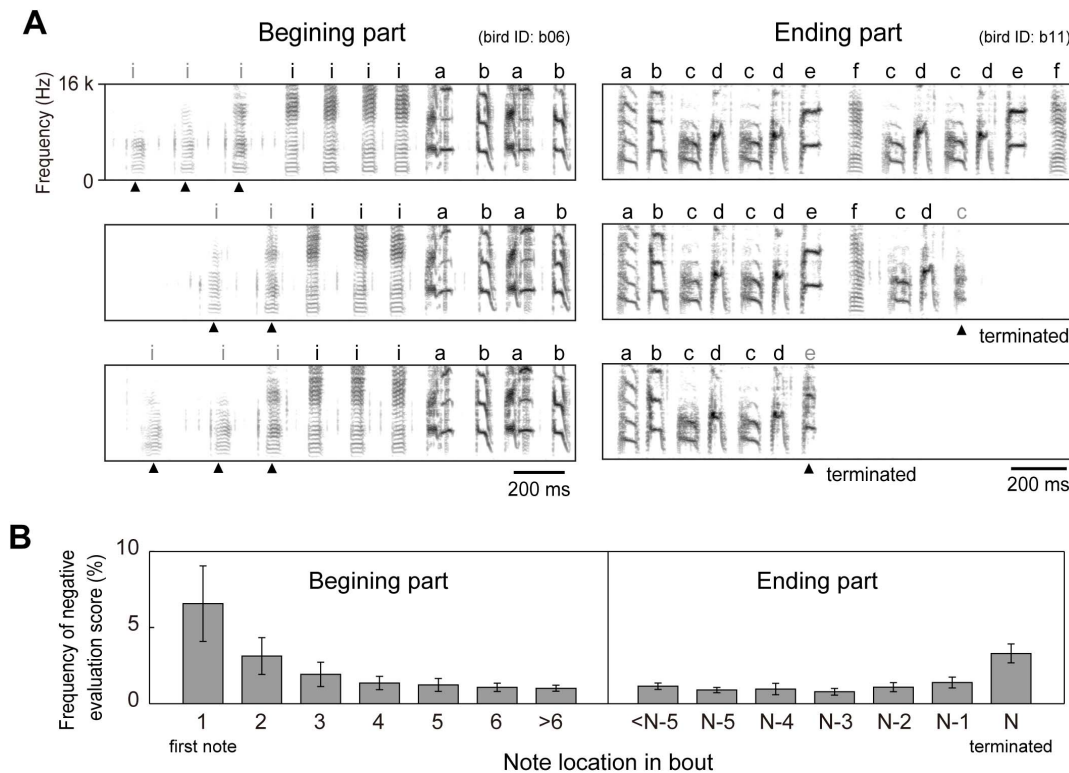 A
Begining part (bird ID: b06)
Ending part (bird ID: b11)
Frequency (Hz)
16 k
0
i i i i i i i a b a b
a b c d c d e f c d c d e f
i i i i i a b a b
a b c d c d e f c d c
terminated
i i i i i i a b a b
a b c d c d e
terminated
200 ms
200 ms
B
Frequency of negative
evaluation score (%)
10
5
0
Begining part
Ending part
1 2 3 4 5 6 >6 <N-5 N-5 N-4 N-3 N-2 N-1 N
first note
terminated
Note location in bout